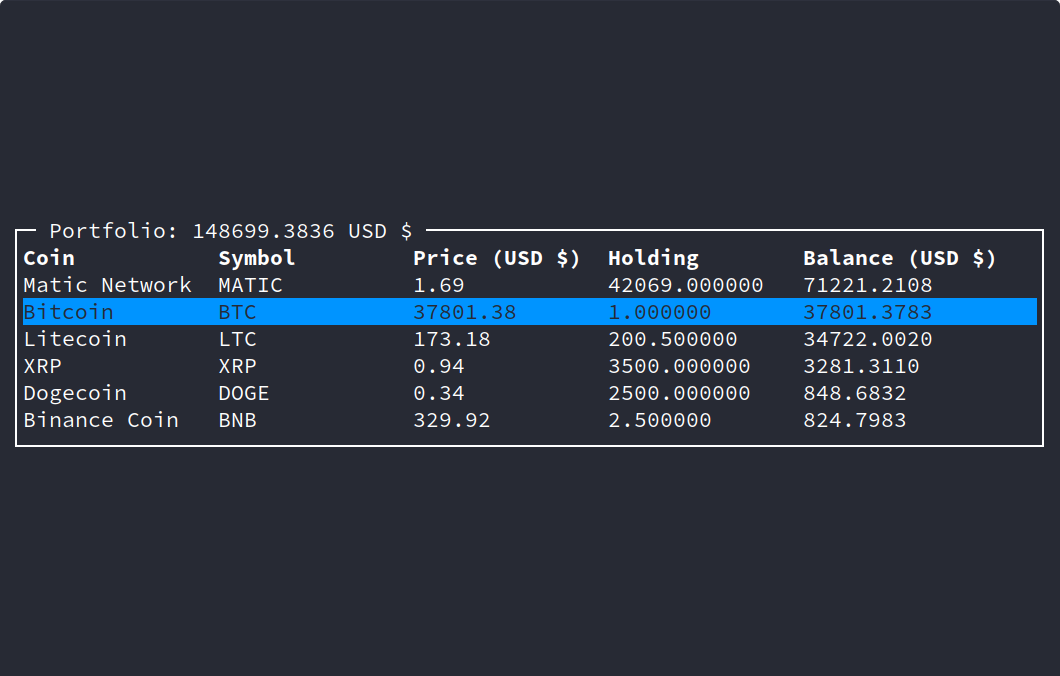 Portfolio: 148699.3836 USD $
Coin Symbol Price (USD $) Holding Balance (USD $)
Matic Network MATIC 1.69 42069.000000 71221.2108
Bitcoin BTC 37801.38 1.000000 37801.3783
Litecoin LTC 173.18 200.500000 34722.0020
XRP XRP 0.94 3500.000000 3281.3110
Dogecoin DOGE 0.34 2500.000000 848.6832
Binance Coin BNB 329.92 2.500000 824.7983